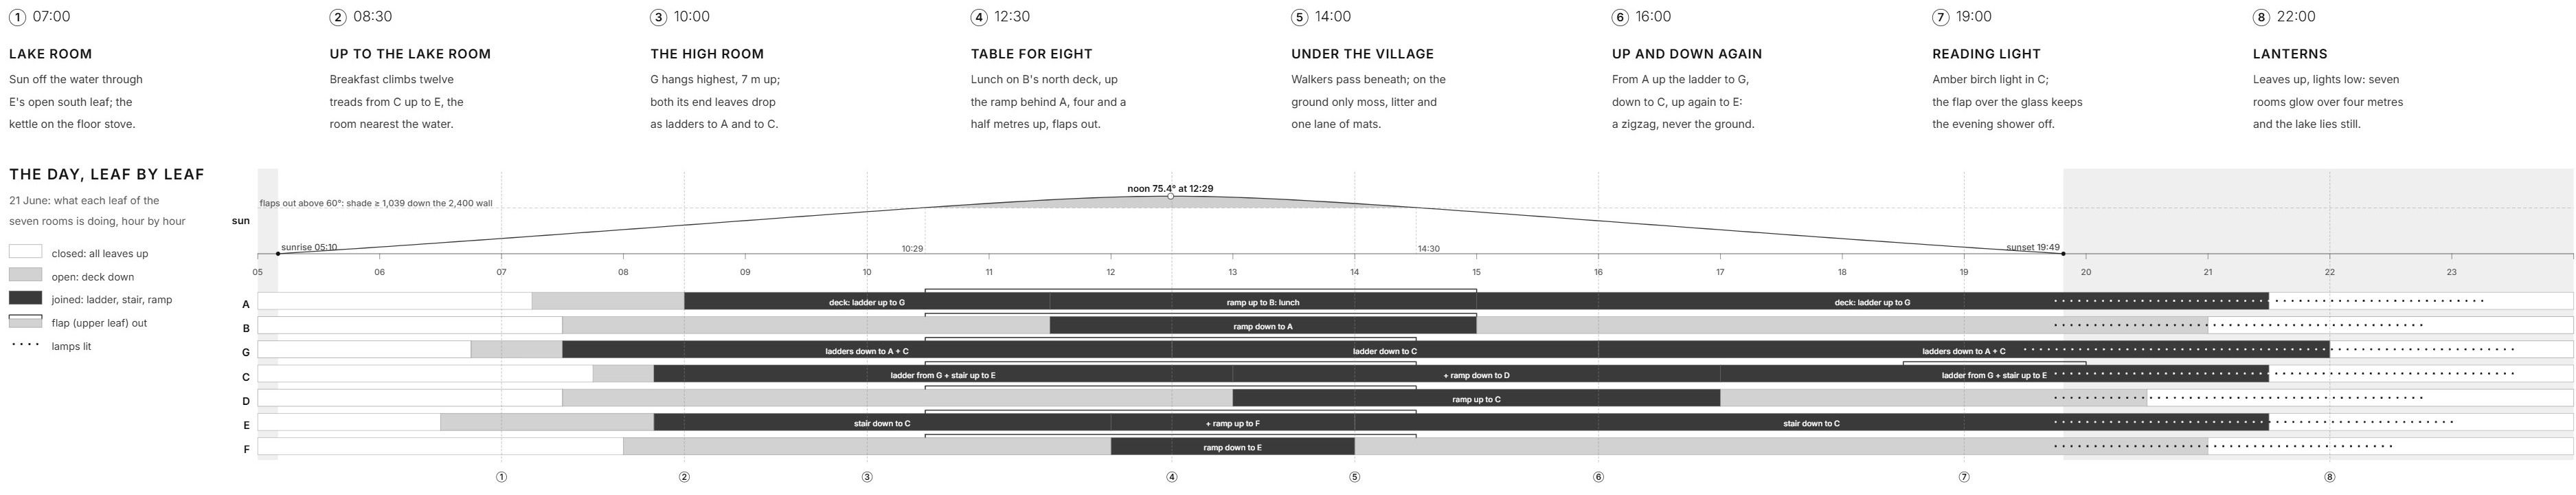 1 07:00
LAKE ROOM
Sun off the water through
E's open south leaf; the
kettle on the floor stove.
2 08:30
UP TO THE LAKE ROOM
Breakfast climbs twelve
treads from C up to E, the
room nearest the water.
3 10:00
THE HIGH ROOM
G hangs highest, 7 m up;
both its end leaves drop
as ladders to A and to C.
4 12:30
TABLE FOR EIGHT
Lunch on B's north deck, up
the ramp behind A, four and a
half metres up, flaps out.
5 14:00
UNDER THE VILLAGE
Walkers pass beneath; on the
ground only moss, litter and
one lane of mats.
6 16:00
UP AND DOWN AGAIN
From A up the ladder to G,
down to C, up again to E:
a zigzag, never the ground.
7 19:00
READING LIGHT
Amber birch light in C;
the flap over the glass keeps
the evening shower off.
8 22:00
LANTERNS
Leaves up, lights low: seven
rooms glow over four metres
and the lake lies still.
THE DAY, LEAF BY LEAF
21 June: what each leaf of the
seven rooms is doing, hour by hour
closed: all leaves up
open: deck down
joined: ladder, stair, ramp
flap (upper leaf) out
lamps lit
noon 75.4° at 12:29
flaps out above 60°: shade ≥ 1,039 down the 2,400 wall
sun
sunrise 05:10
10:29
14:30
sunset 19:49
05 06 07 08 09 10 11 12 13 14 15 16 17 18 19 20 21 22 23
A deck: ladder up to G ramp up to B: lunch deck: ladder up to G
B ramp down to A
G ladders down to A + C ladder down to C ladders down to A + C
C ladder from G + stair up to E + ramp down to D ladder from G + stair up to E
D ramp up to C
E stair down to C + ramp up to F stair down to C
F ramp down to E
1 2 3 4 5 6 7 8